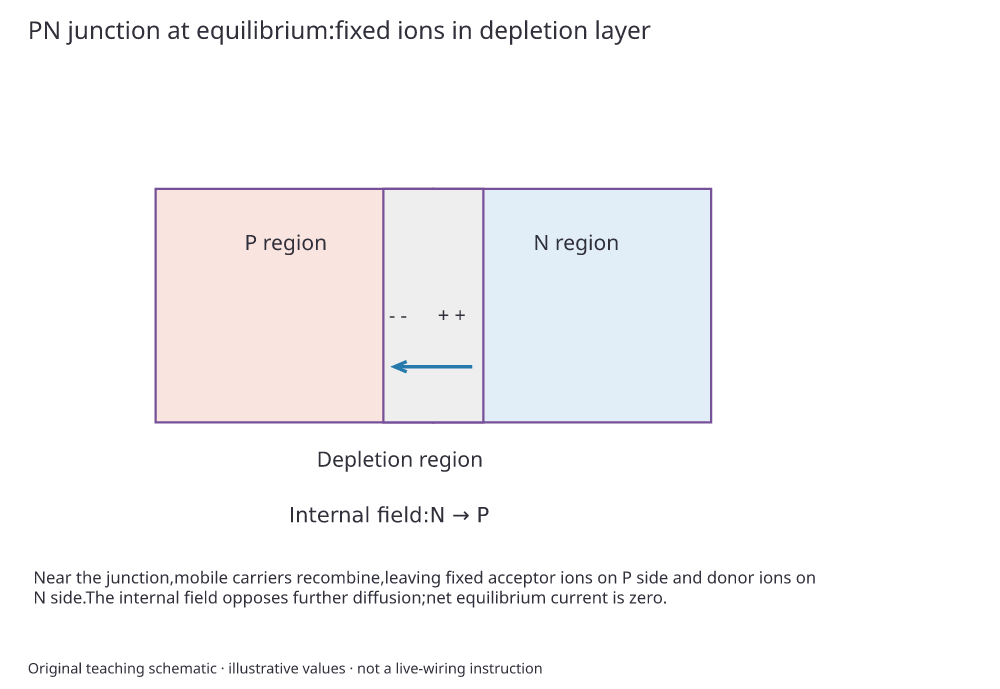 PN junction at equilibrium:fixed ions in depletion layer
P region
N region
- -
+ +
Depletion region
Internal field:N → P
Near the junction,mobile carriers recombine,leaving fixed acceptor ions on P side and donor ions on
N side.The internal field opposes further diffusion;net equilibrium current is zero.
Original teaching schematic · illustrative values · not a live-wiring instruction